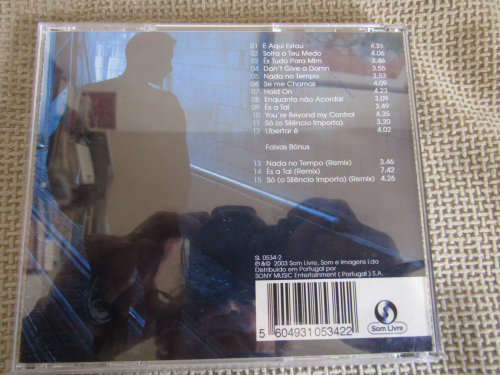 01 E Aqui Estou 4.31
02 Solta o Teu Medo 4.06
03 És Tudo Para Mim 3.46
04 Don't Give a Damn 3.55
05 Nada no Tempo 3.53
06 Se me Chamas 4.09
07 Hold On 4.23
08 Enquanto não Acordar 3.09
09 És a Tal 3.49
10 You're Beyond my Control 4.35
11 Só (o Silêncio Importa) 3.20
12 Libertar é 4.02
Faixas Bónus
13 Nada no Tempo (Remix) 3.46
14 És a Tal (Remix) 7.42
15 Só (o Silêncio Importa) (Remix) 4.26
SL 0534-2
℗&© 2003 Som Livre, Som e Imagens Lda
Distribuído em Portugal por
SONY MUSIC Entertainment ( Portugal ) S.A.
5 604931 053422
Som Livre